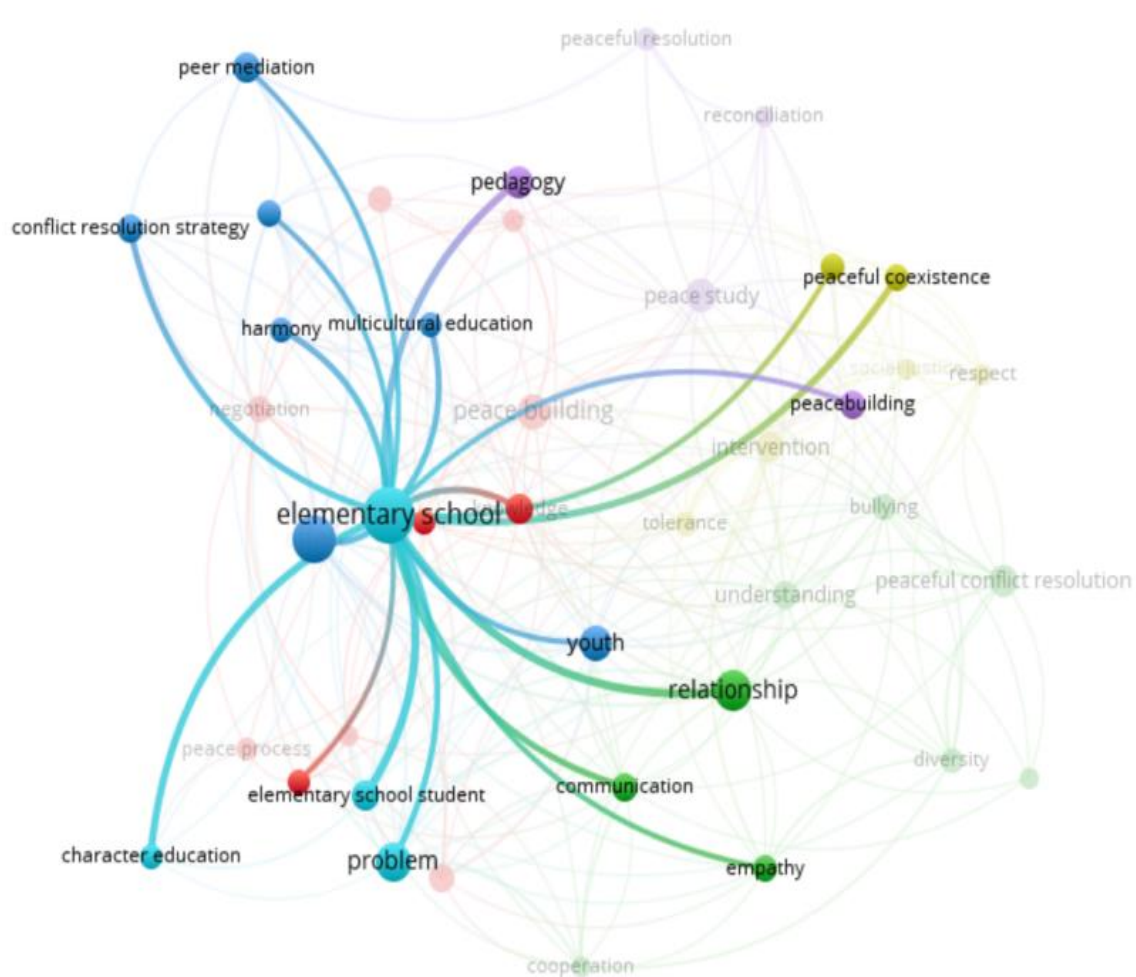 peaceful resolution
peer mediation
reconciliation
pedagogy
conflict resolution strategy
peaceful coexistence
peace study
harmony
multicultural education
social justice
respect
peacebuilding
negotiation
peace building
intervention
elementary school
bullying
tolerance
peaceful conflict resolution
understanding
youth
relationship
peace process
diversity
elementary school student
communication
character education
problem
empathy
cooperation